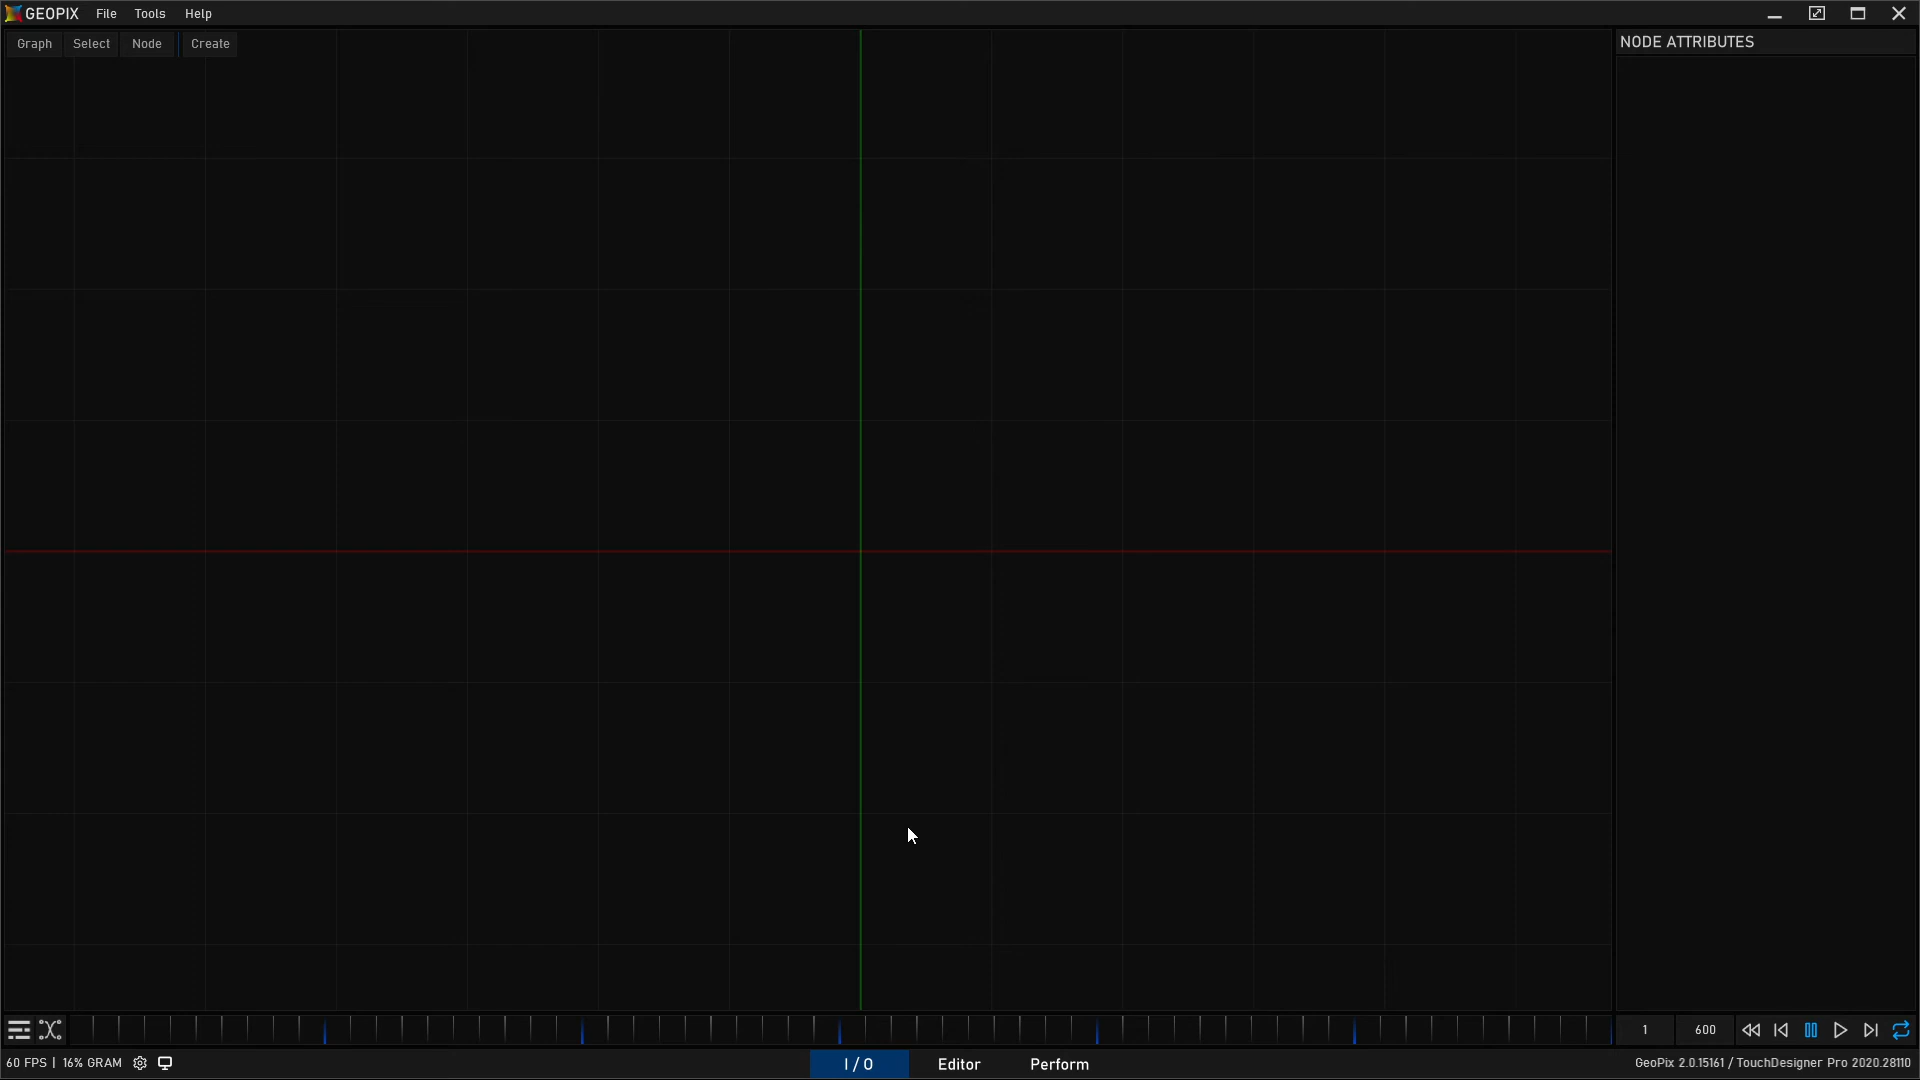 GEOPIX File Tools Help
Graph Select Node Create
NODE ATTRIBUTES
1 600
60 FPS | 16% GRAM
I / O Editor Perform
GeoPix 2.0.15161 / TouchDesigner Pro 2020.28110